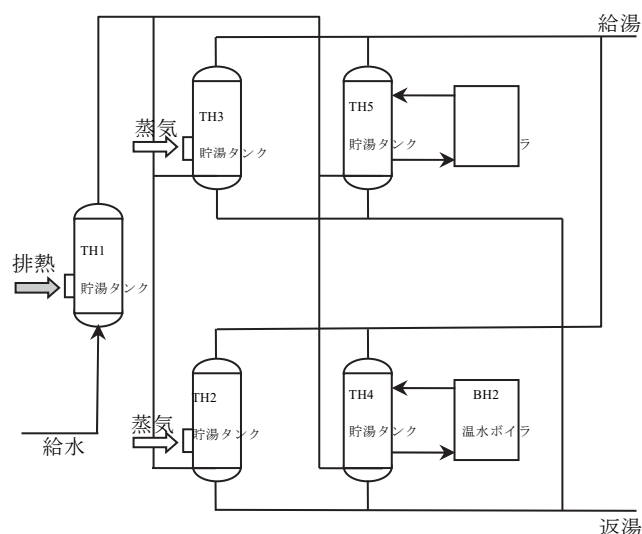 給湯
TH3
TH5
蒸気
貯湯タンク
貯湯タンク
ラ
TH1
排熱
貯湯タンク
TH2
TH4
BH2
蒸気
貯湯タンク
貯湯タンク
温水ボイラ
給水
返湯